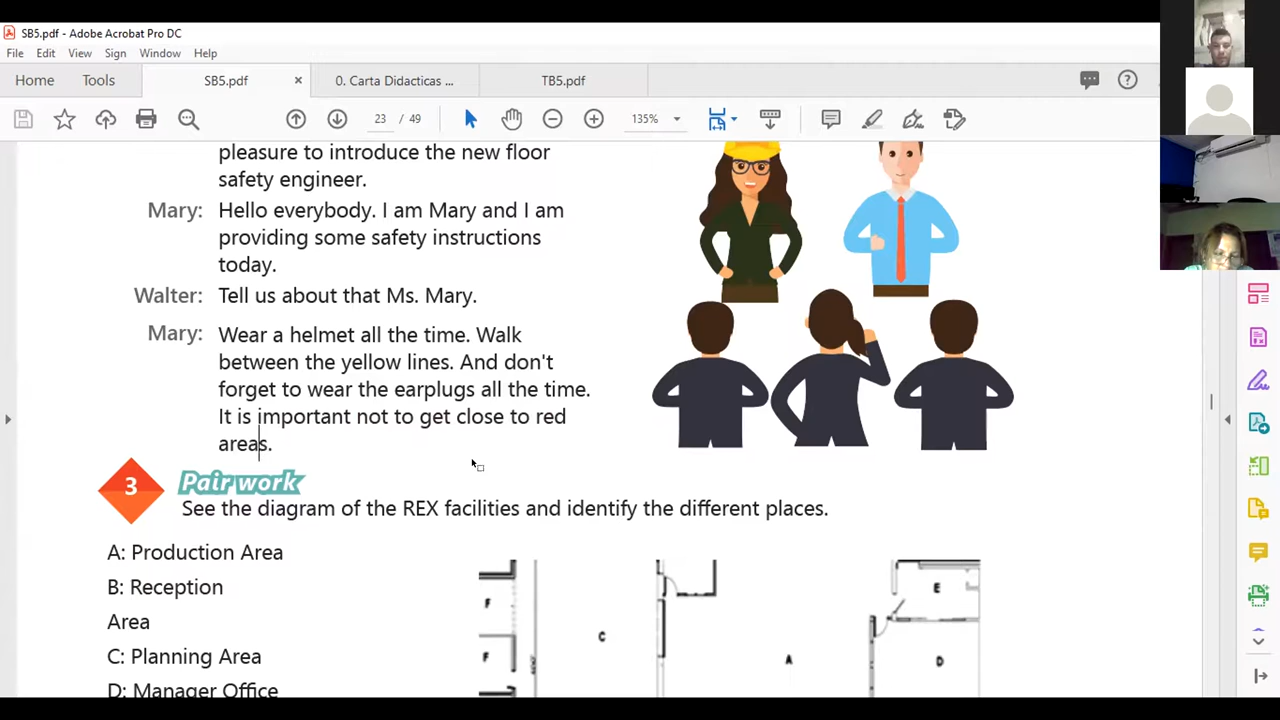 SB5.pdf - Adobe Acrobat Pro DC
File Edit View Sign Window Help
Home Tools SB5.pdf × 0. Carta Didacticas ... TB5.pdf
23 / 49 135%
pleasure to introduce the new floor
safety engineer.
Mary: Hello everybody. I am Mary and I am
providing some safety instructions
today.
Walter: Tell us about that Ms. Mary.
Mary: Wear a helmet all the time. Walk
between the yellow lines. And don't
forget to wear the earplugs all the time.
It is important not to get close to red
areas.
3 Pair work
See the diagram of the REX facilities and identify the different places.
A: Production Area
B: Reception
Area
C: Planning Area
D: Manager Office
F
F
C
A
E
D